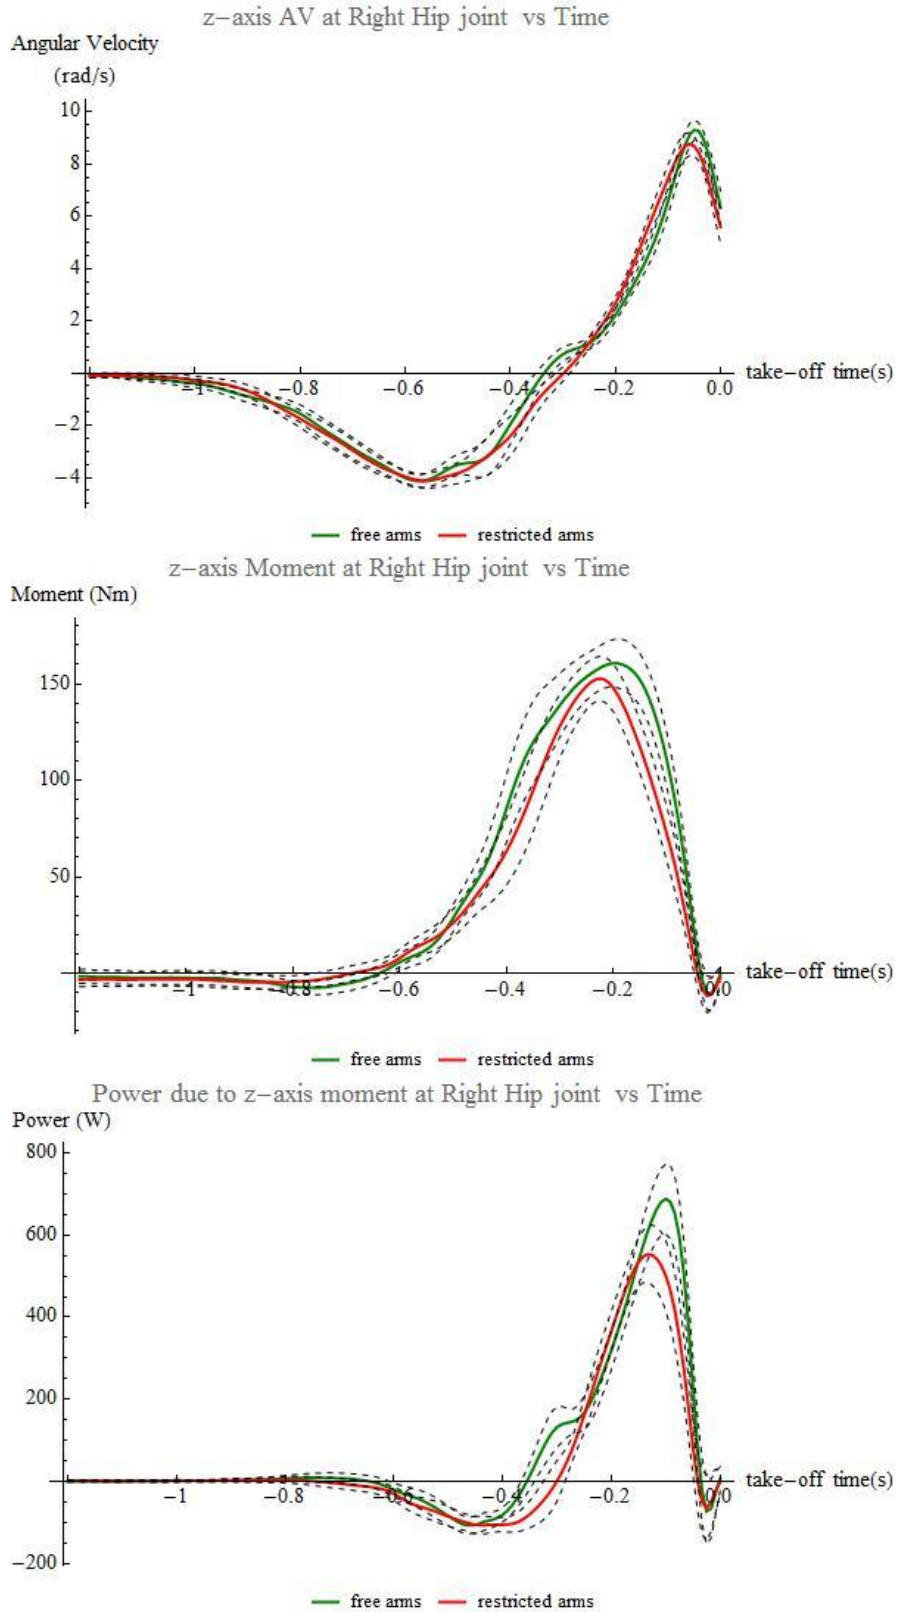 z−axis AV at Right Hip joint vs Time
Angular Velocity
(rad/s)
10
8
6
4
2
−1 −0.8 −0.6 −0.4 −0.2 0.0 take−off time(s)
−2
−4
free arms restricted arms
z−axis Moment at Right Hip joint vs Time
Moment (Nm)
150
100
50
−1 −0.8 −0.6 −0.4 −0.2 0.0 take−off time(s)
free arms restricted arms
Power due to z−axis moment at Right Hip joint vs Time
Power (W)
800
600
400
200
−1 −0.8 −0.6 −0.4 −0.2 0.0 take−off time(s)
−200
free arms restricted arms